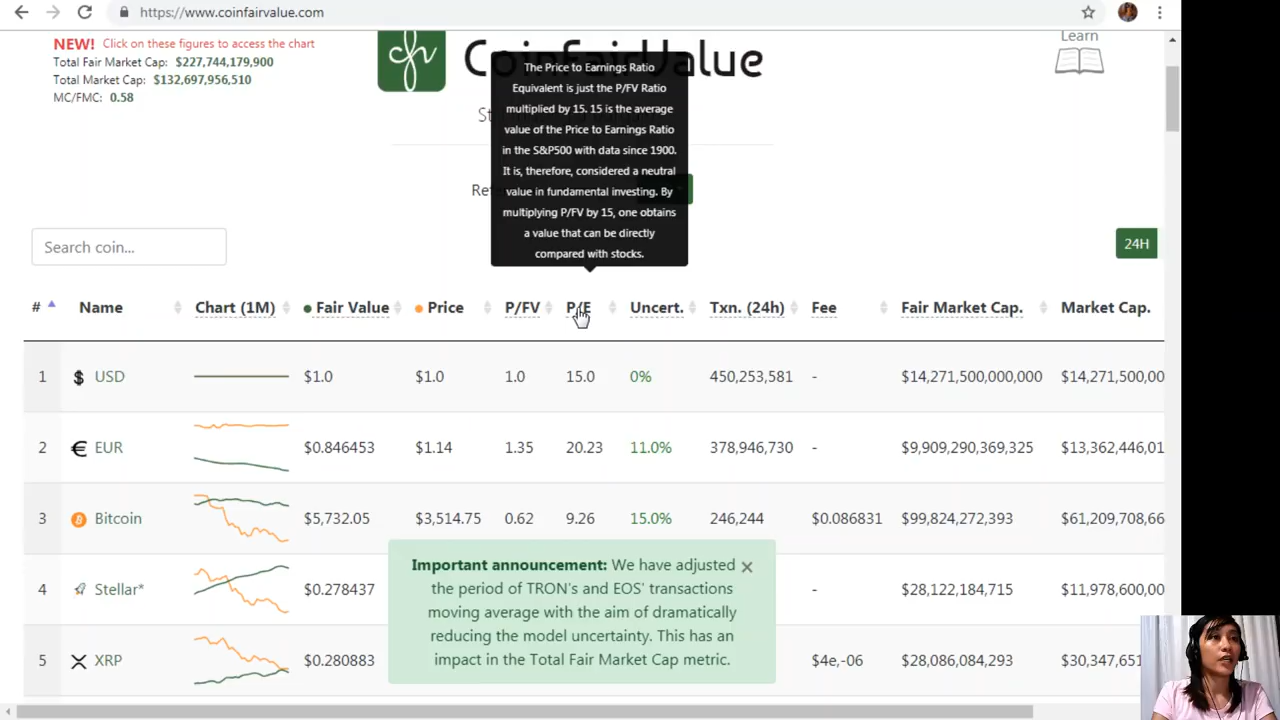 https://www.coinfairvalue.com
NEW! Click on these figures to access the chart
Total Fair Market Cap: $227,744,179,900
Total Market Cap: $132,697,956,510
MC/FMC: 0.58
CoinFairValue
Learn
The Price to Earnings Ratio
Equivalent is just the P/FV Ratio
multiplied by 15. 15 is the average
value of the Price to Earnings Ratio
in the S&P500 with data since 1900.
It is, therefore, considered a neutral
value in fundamental investing. By
multiplying P/FV by 15, one obtains
a value that can be directly
compared with stocks.
Search coin...
24H
# Name Chart (1M) Fair Value Price P/FV P/E Uncert. Txn. (24h) Fee Fair Market Cap. Market Cap.
1 $ USD $1.0 $1.0 1.0 15.0 0% 450,253,581 - $14,271,500,000,000 $14,271,500,00
2 € EUR $0.846453 $1.14 1.35 20.23 11.0% 378,946,730 - $9,909,290,369,325 $13,362,446,01
3 Bitcoin $5,732.05 $3,514.75 0.62 9.26 15.0% 246,244 $0.086831 $99,824,272,393 $61,209,708,66
4 Stellar* $0.278437 - $28,122,184,715 $11,978,600,00
5 XRP $0.280883 $4e,-06 $28,086,084,293 $30,347,651
Important announcement: We have adjusted ×
the period of TRON's and EOS' transactions
moving average with the aim of dramatically
reducing the model uncertainty. This has an
impact in the Total Fair Market Cap metric.